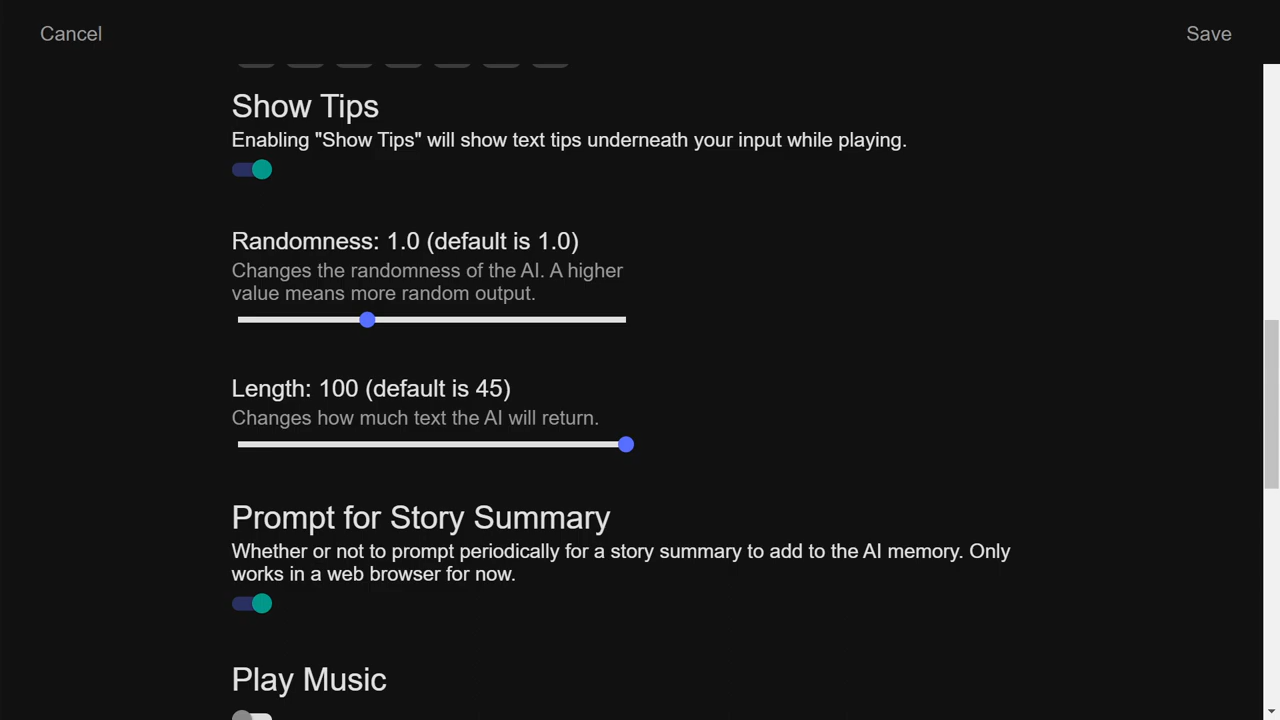 Cancel
Save
Show Tips
Enabling "Show Tips" will show text tips underneath your input while playing.
Randomness: 1.0 (default is 1.0)
Changes the randomness of the AI. A higher
value means more random output.
Length: 100 (default is 45)
Changes how much text the AI will return.
Prompt for Story Summary
Whether or not to prompt periodically for a story summary to add to the AI memory. Only
works in a web browser for now.
Play Music